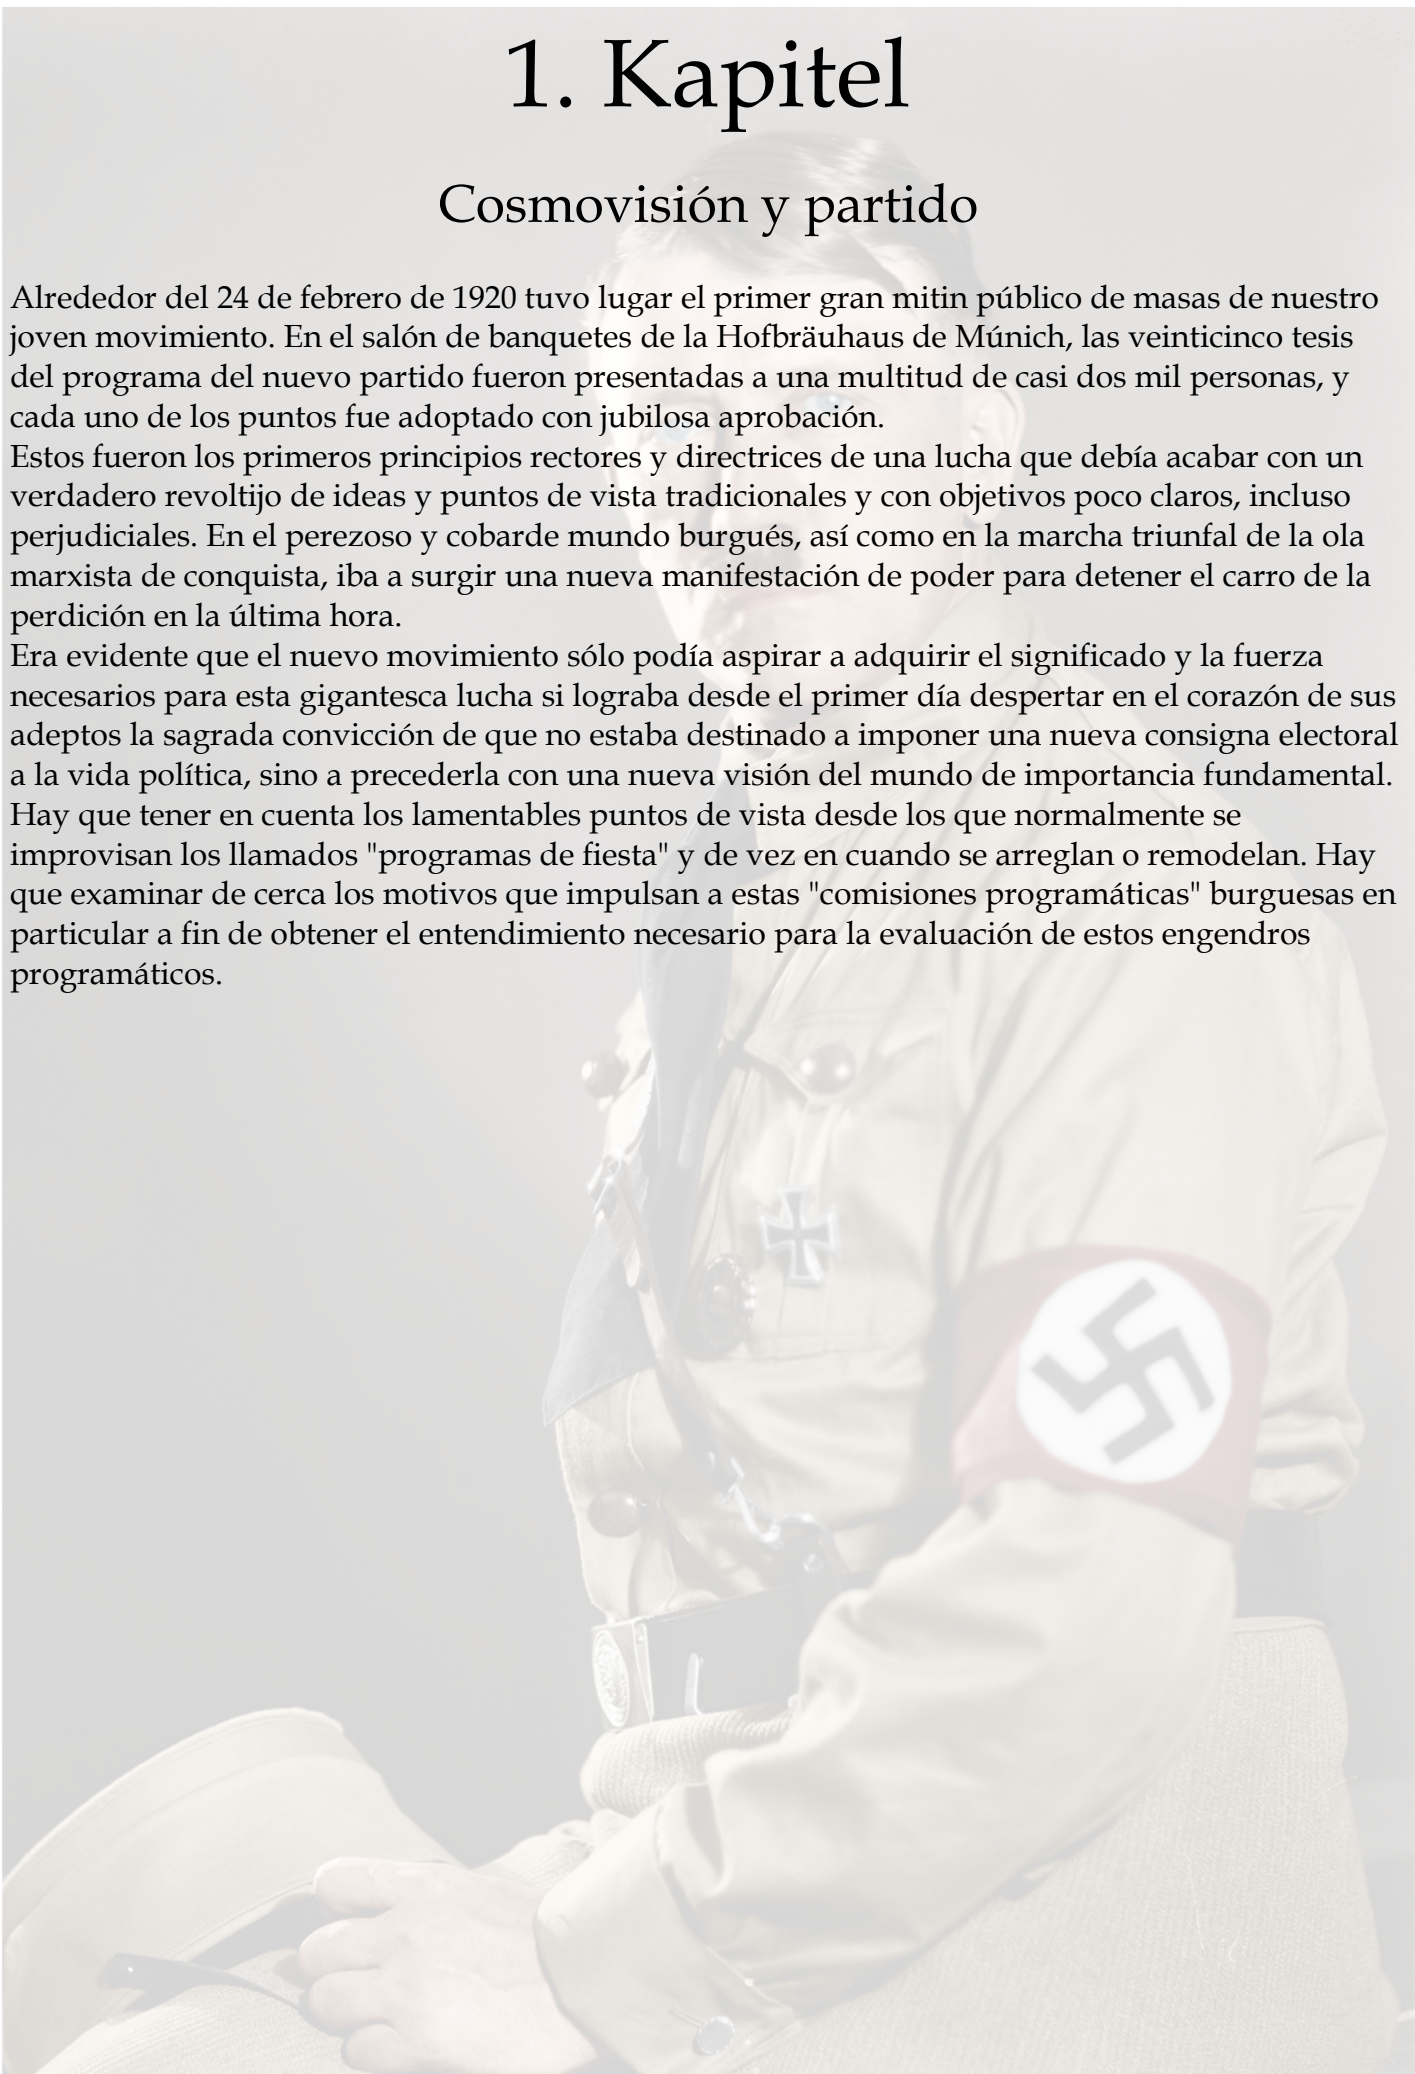 1. Kapitel
Cosmovisión y partido
Alrededor del 24 de febrero de 1920 tuvo lugar el primer gran mitin público de masas de nuestro
joven movimiento. En el salón de banquetes de la Hofbräuhaus de Múnich, las veinticinco tesis
del programa del nuevo partido fueron presentadas a una multitud de casi dos mil personas, y
cada uno de los puntos fue adoptado con jubilosa aprobación.
Estos fueron los primeros principios rectores y directrices de una lucha que debía acabar con un
verdadero revoltijo de ideas y puntos de vista tradicionales y con objetivos poco claros, incluso
perjudiciales. En el perezoso y cobarde mundo burgués, así como en la marcha triunfal de la ola
marxista de conquista, iba a surgir una nueva manifestación de poder para detener el carro de la
perdición en la última hora.
Era evidente que el nuevo movimiento sólo podía aspirar a adquirir el significado y la fuerza
necesarios para esta gigantesca lucha si lograba desde el primer día despertar en el corazón de sus
adeptos la sagrada convicción de que no estaba destinado a imponer una nueva consigna electoral
a la vida política, sino a precederla con una nueva visión del mundo de importancia fundamental.
Hay que tener en cuenta los lamentables puntos de vista desde los que normalmente se
improvisan los llamados "programas de fiesta" y de vez en cuando se arreglan o remodelan. Hay
que examinar de cerca los motivos que impulsan a estas "comisiones programáticas" burguesas en
particular a fin de obtener el entendimiento necesario para la evaluación de estos engendros
programáticos.